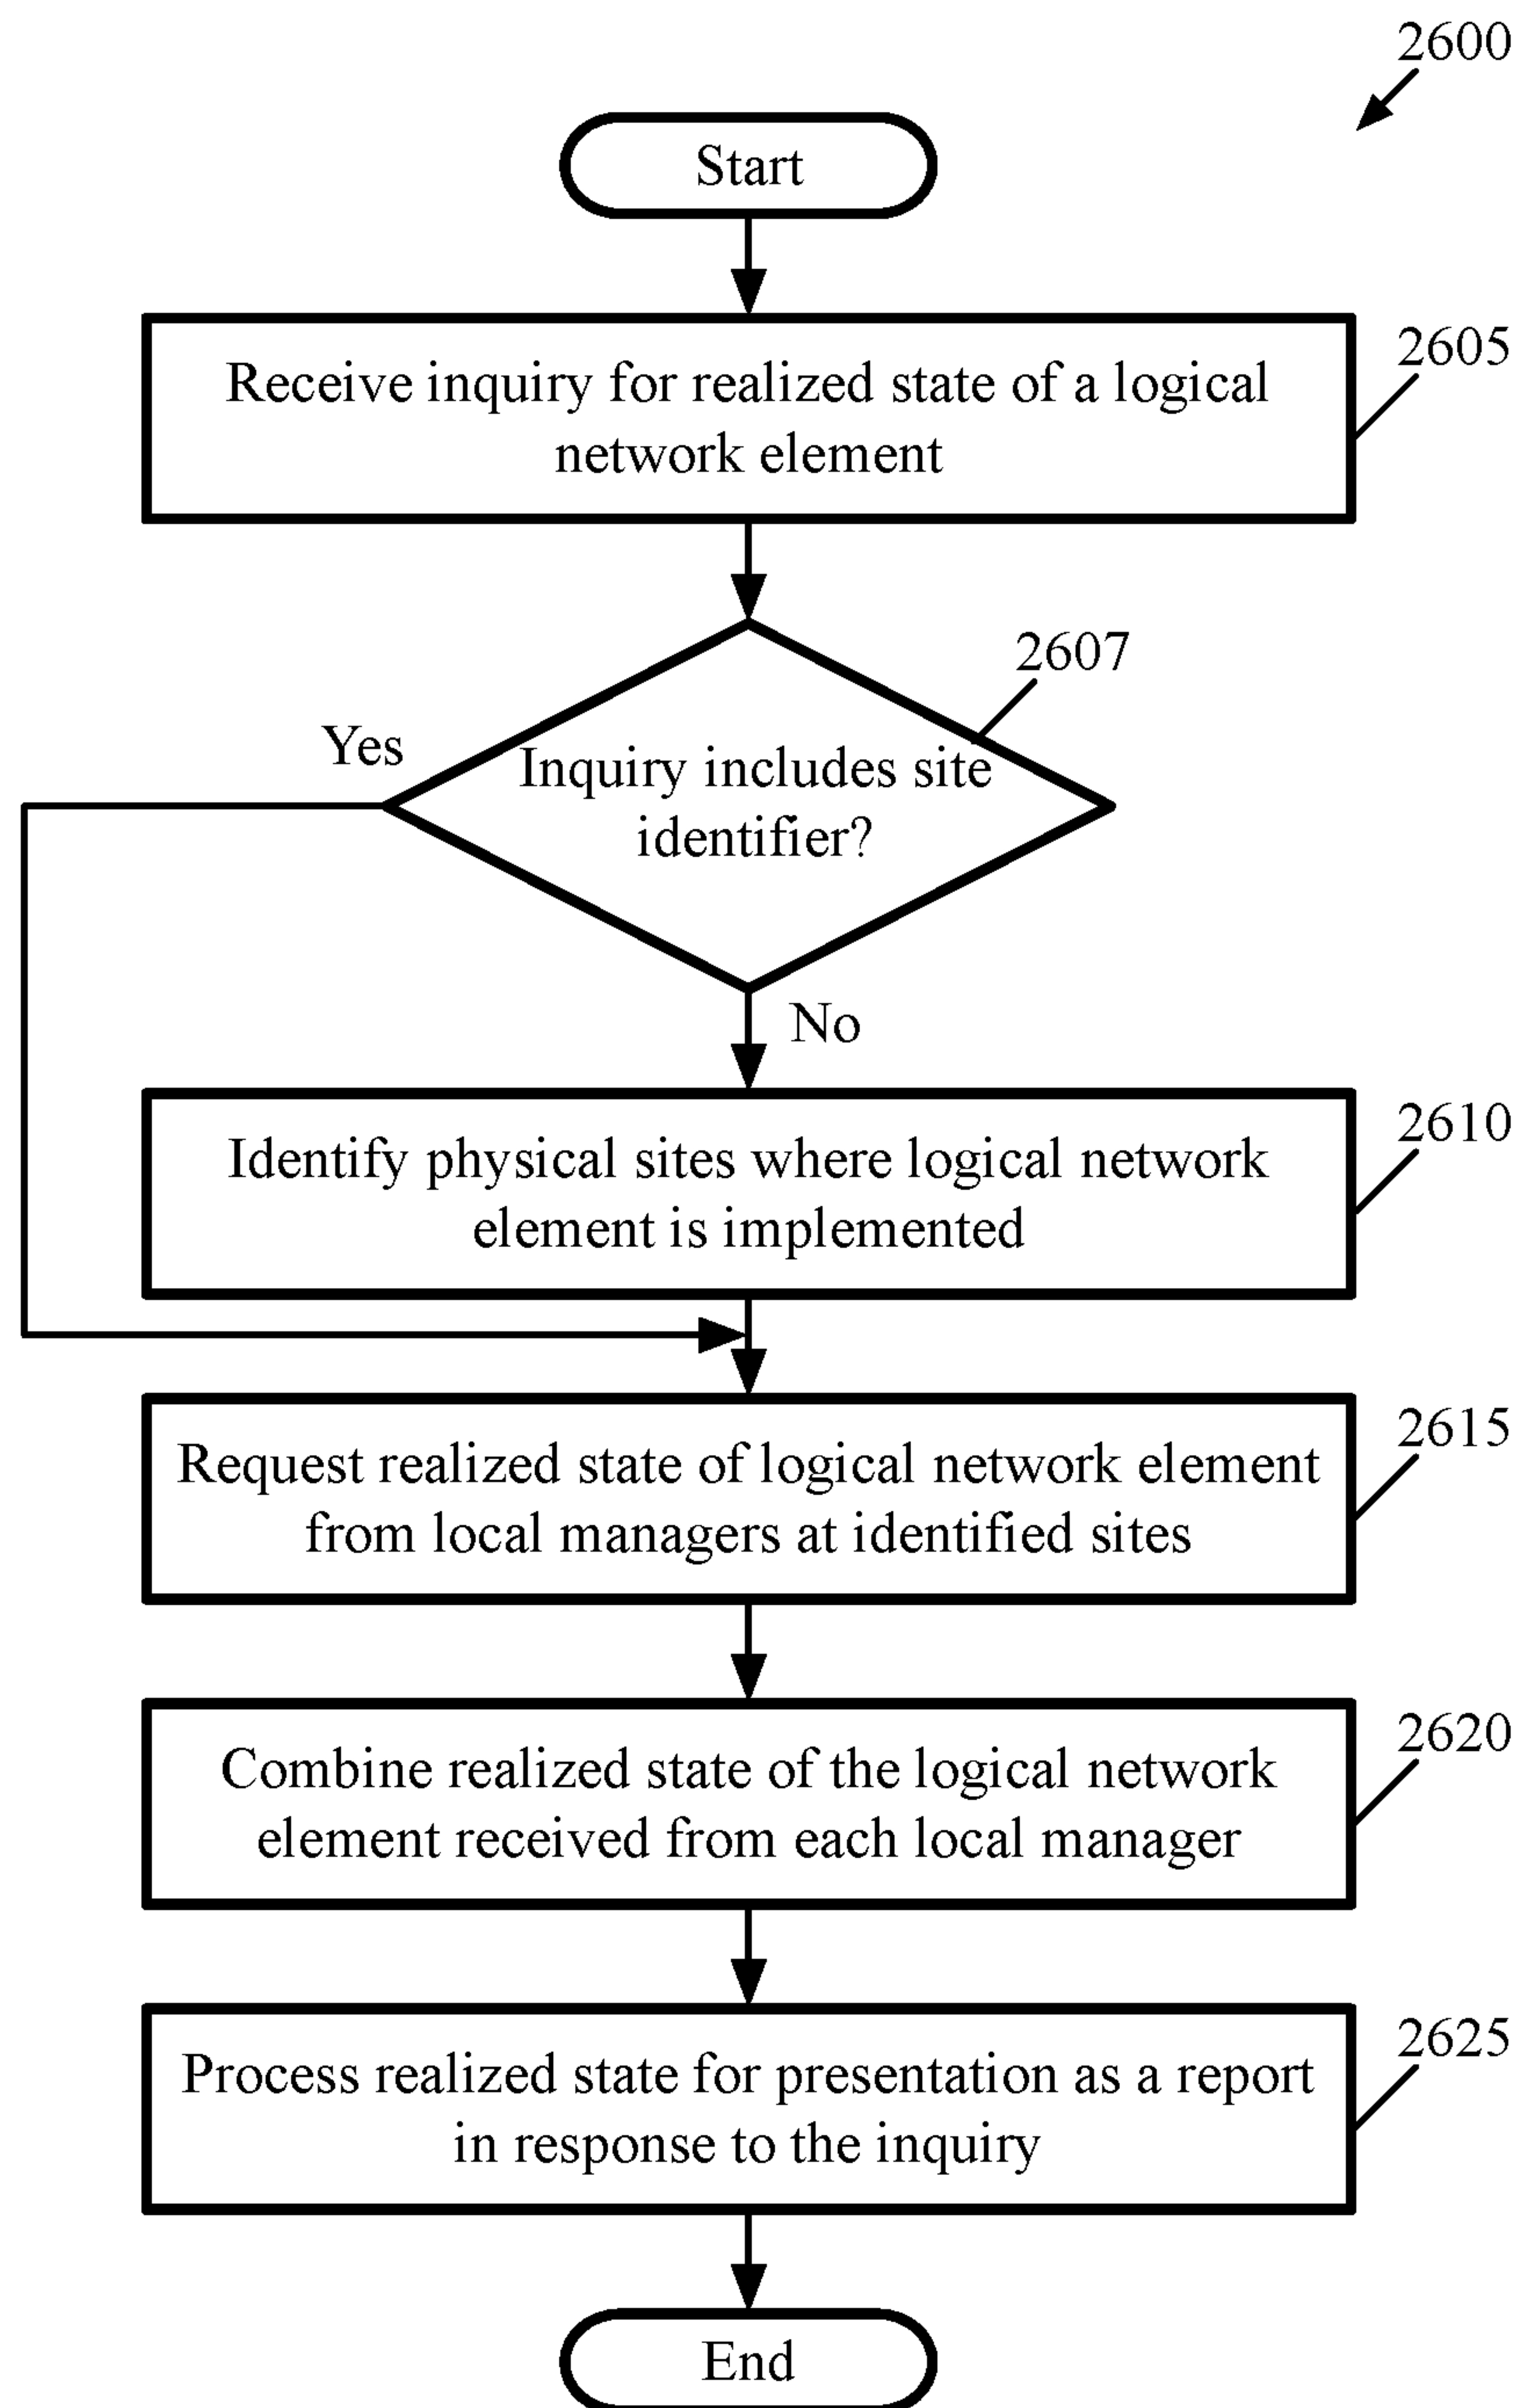 2600
Start
Receive inquiry for realized state of a logical
network element
2605
2607
Yes
Inquiry includes site
identifier?
No
Identify physical sites where logical network
element is implemented
2610
Request realized state of logical network element
from local managers at identified sites
2615
Combine realized state of the logical network
element received from each local manager
2620
Process realized state for presentation as a report
in response to the inquiry
2625
End